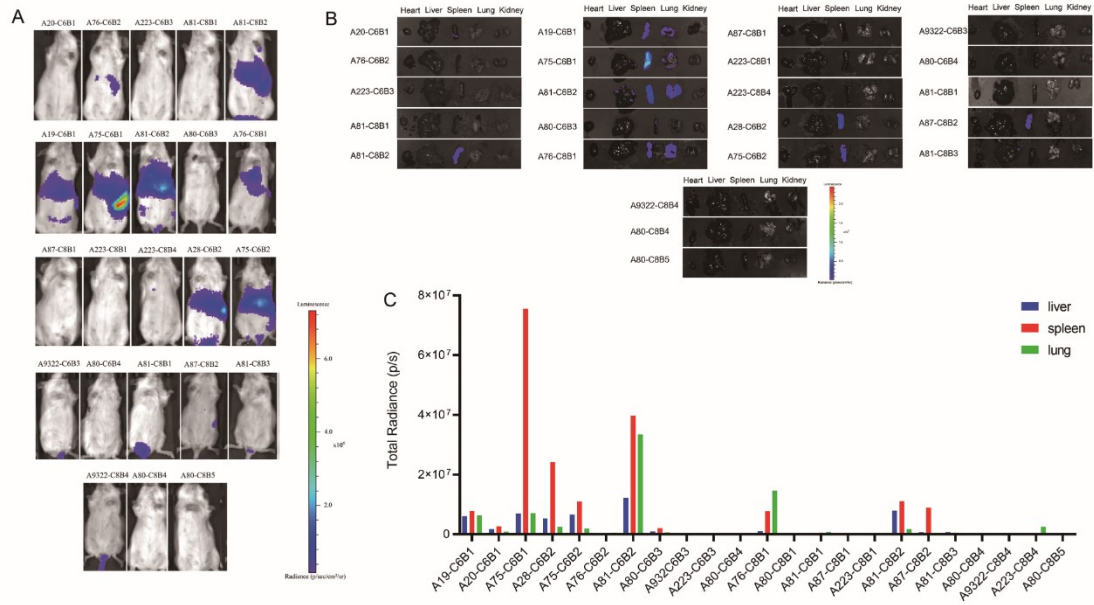 A
A20-C6B1 A76-C6B2 A223-C6B3 A81-C8B1 A81-C8B2
A19-C6B1 A75-C6B1 A81-C6B2 A80-C6B3 A76-C8B1
A87-C8B1 A223-C8B1 A223-C8B4 A28-C6B2 A75-C6B2
A9322-C6B3 A80-C6B4 A81-C8B1 A87-C8B2 A81-C8B3
A9322-C8B4 A80-C8B4 A80-C8B5
Luminescence
6.0
4.0
x10⁶
2.0
Radiance (p/sec/cm²/sr)
B
Heart Liver Spleen Lung Kidney
A20-C6B1
A76-C6B2
A223-C6B3
A81-C8B1
A81-C8B2
Heart Liver Spleen Lung Kidney
A19-C6B1
A75-C6B1
A81-C6B2
A80-C6B3
A76-C8B1
Heart Liver Spleen Lung Kidney
A87-C8B1
A223-C8B1
A223-C8B4
A28-C6B2
A75-C6B2
Heart Liver Spleen Lung Kidney
A9322-C6B3
A80-C6B4
A81-C8B1
A87-C8B2
A81-C8B3
Heart Liver Spleen Lung Kidney
A9322-C8B4
A80-C8B4
A80-C8B5
Luminescence
C
Total Radiance (p/s)
8×10⁷
6×10⁷
4×10⁷
2×10⁷
0
liver
spleen
lung
A19-C6B1
A20-C6B1
A75-C6B1
A28-C6B2
A75-C6B2
A76-C6B2
A81-C6B2
A80-C6B3
A932C6B3
A223-C6B3
A80-C6B4
A76-C8B1
A80-C8B1
A81-C8B1
A87-C8B1
A223-C8B1
A81-C8B2
A87-C8B2
A81-C8B3
A80-C8B4
A9322-C8B4
A223-C8B4
A80-C8B5